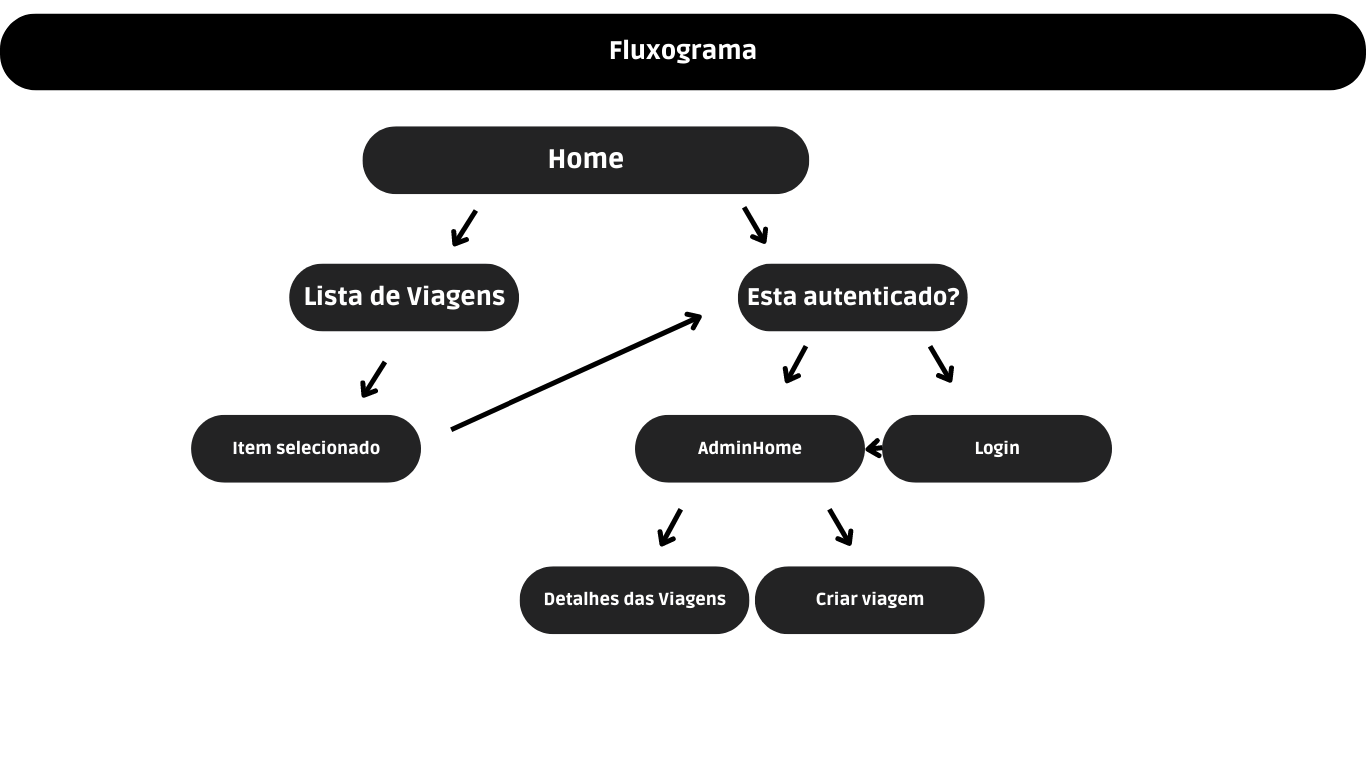 Fluxograma
Home
Lista de Viagens
Esta autenticado?
Item selecionado
AdminHome
Login
Detalhes das Viagens
Criar viagem